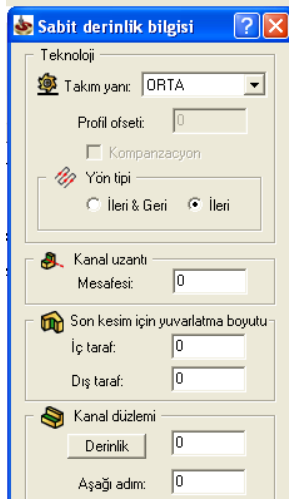 Sabit derinlik bilgisi
Teknoloji
Takım yanı: ORTA
Profil ofseti: 0
Kompanzacyon
Yön tipi
İleri & Geri İleri
Kanal uzantı
Mesafesi: 0
Son kesim için yuvarlatma boyutu
İç taraf: 0
Dış taraf: 0
Kanal düzlemi
Derinlik 0
Aşağı adım: 0